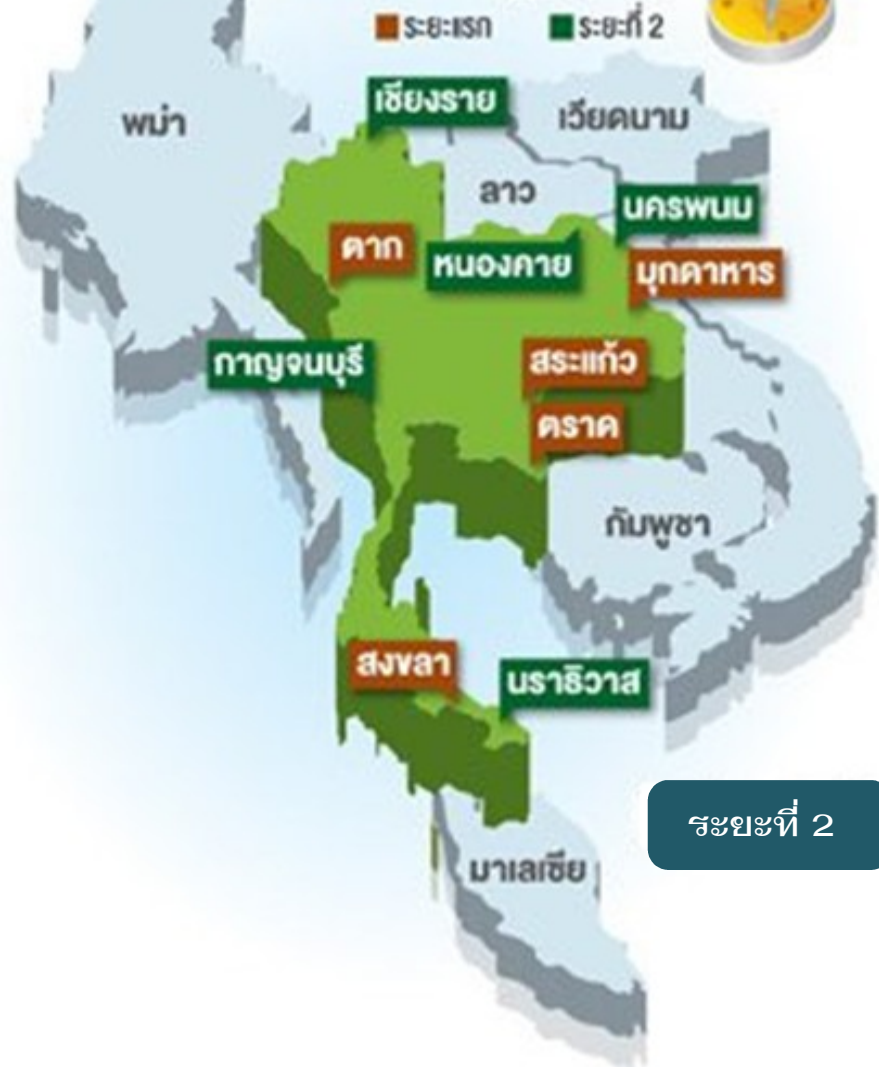 ระยะแรก ระยะที่ 2
เชียงราย
พม่า
เวียดนาม
ลาว
นครพนม
ตาก
หนองคาย
มุกดาหาร
กาญจนบุรี
สระแก้ว
ตราด
กัมพูชา
สงขลา
นราธิวาส
ระยะที่ 2
มาเลเซีย